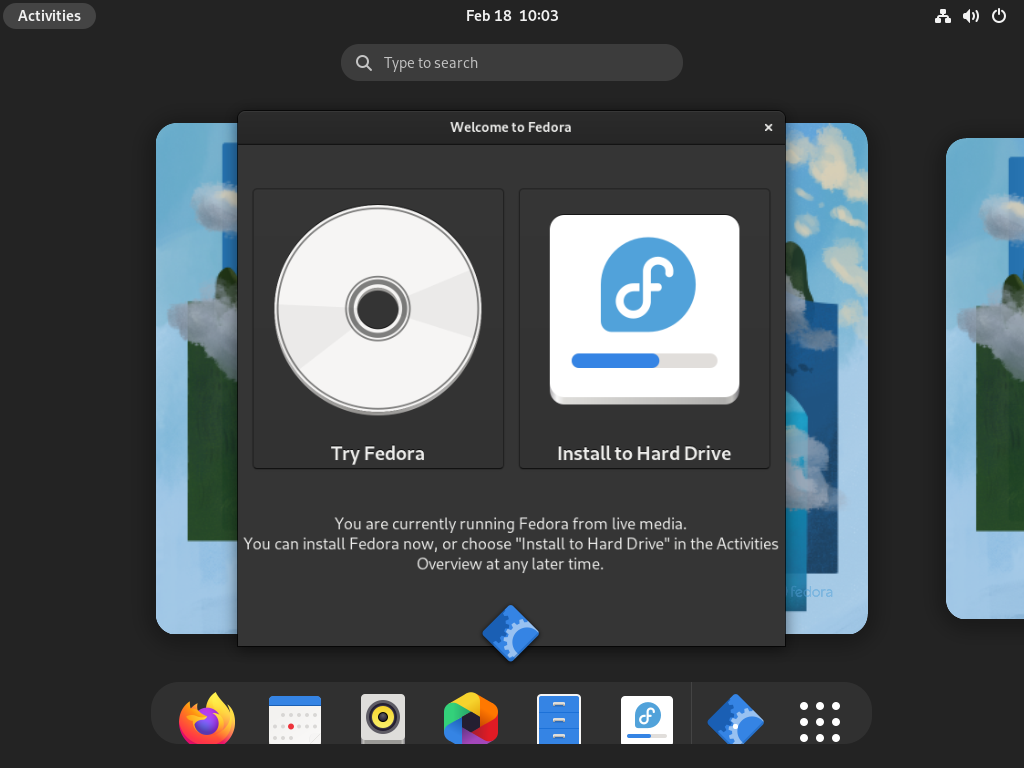 Activities
Feb 18 10:03
Type to search
Welcome to Fedora
Try Fedora
Install to Hard Drive
You are currently running Fedora from live media.
You can install Fedora now, or choose "Install to Hard Drive" in the Activities
Overview at any later time.
fedora